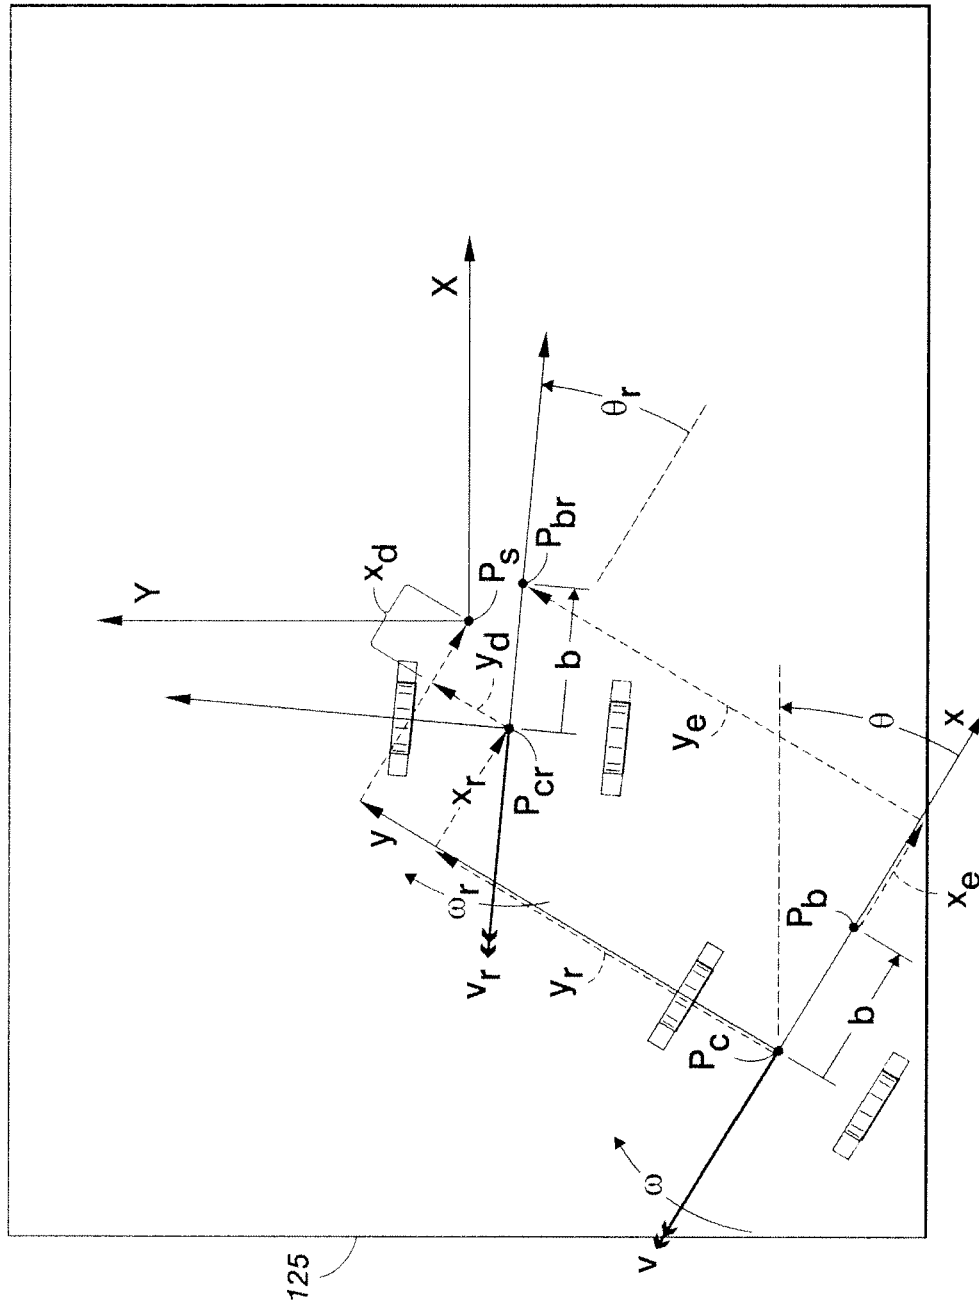 125
v
ω
P_c
b
P_b
x_e
x
θ
y_r
v_r
ω_r
y
x_r
P_cr
y_e
b
y_d
x_d
P_s
P_br
θ_r
Y
X